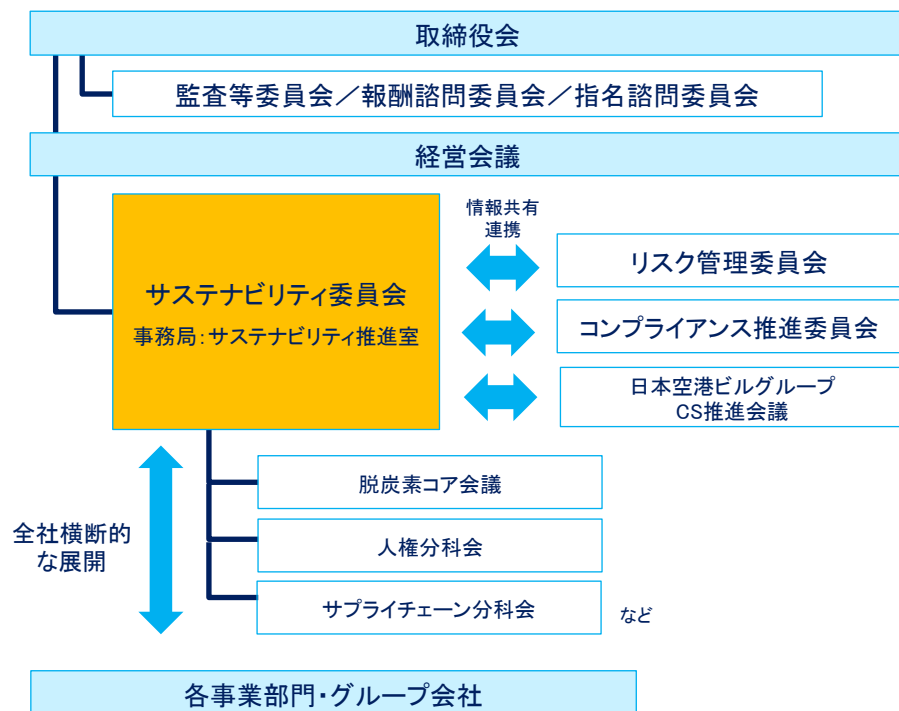 取締役会
監査等委員会／報酬諮問委員会／指名諮問委員会
経営会議
サステナビリティ委員会
事務局：サステナビリティ推進室
情報共有
連携
リスク管理委員会
コンプライアンス推進委員会
日本空港ビルグループ
CS推進会議
全社横断的
な展開
脱炭素コア会議
人権分科会
サプライチェーン分科会
など
各事業部門・グループ会社